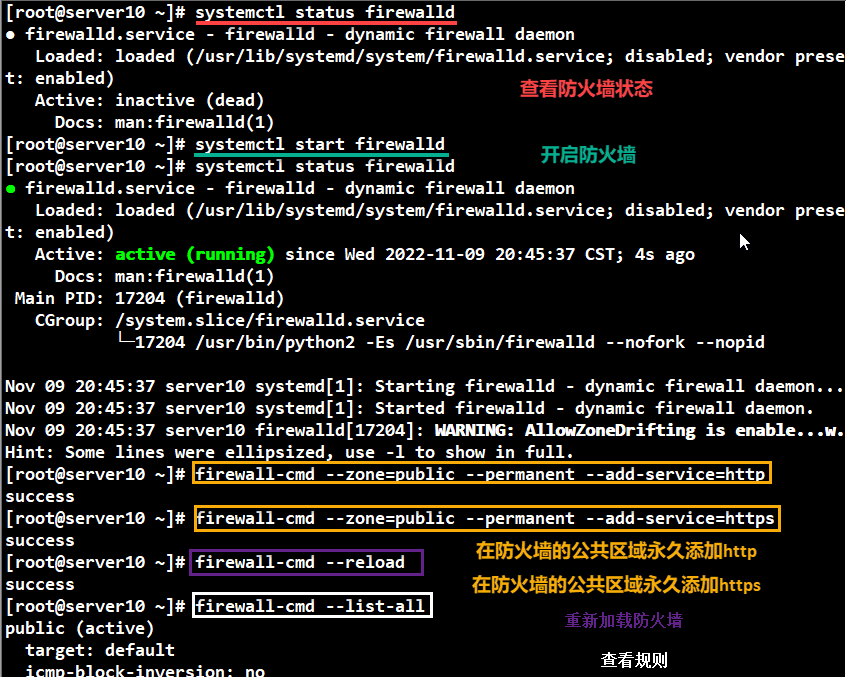 [root@server10 ~]# systemctl status firewalld
● firewalld.service - firewalld - dynamic firewall daemon
   Loaded: loaded (/usr/lib/systemd/system/firewalld.service; disabled; vendor prese
t: enabled)
查看防火墙状态
   Active: inactive (dead)
     Docs: man:firewalld(1)
[root@server10 ~]# systemctl start firewalld
开启防火墙
[root@server10 ~]# systemctl status firewalld
● firewalld.service - firewalld - dynamic firewall daemon
   Loaded: loaded (/usr/lib/systemd/system/firewalld.service; disabled; vendor prese
t: enabled)
   Active: active (running) since Wed 2022-11-09 20:45:37 CST; 4s ago
     Docs: man:firewalld(1)
 Main PID: 17204 (firewalld)
   CGroup: /system.slice/firewalld.service
           └─17204 /usr/bin/python2 -Es /usr/sbin/firewalld --nofork --nopid
Nov 09 20:45:37 server10 systemd[1]: Starting firewalld - dynamic firewall daemon...
Nov 09 20:45:37 server10 systemd[1]: Started firewalld - dynamic firewall daemon.
Nov 09 20:45:37 server10 firewalld[17204]: WARNING: AllowZoneDrifting is enable...w.
Hint: Some lines were ellipsized, use -l to show in full.
[root@server10 ~]# firewall-cmd --zone=public --permanent --add-service=http
success
[root@server10 ~]# firewall-cmd --zone=public --permanent --add-service=https
success
在防火墙的公共区域永久添加http
[root@server10 ~]# firewall-cmd --reload
success
在防火墙的公共区域永久添加https
[root@server10 ~]# firewall-cmd --list-all
重新加载防火墙
public (active)
  target: default
查看规则
  icmp-block-inversion: no